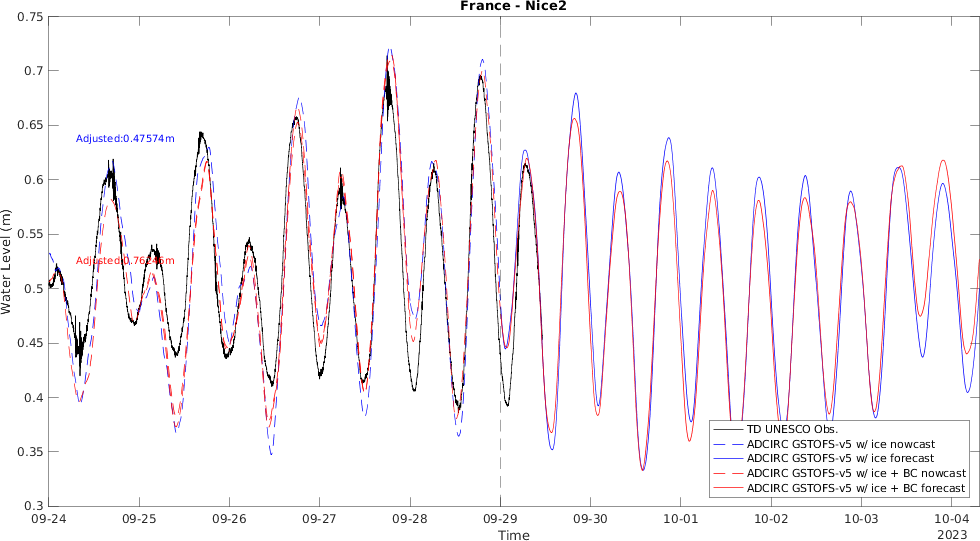 France - Nice2
0.75
0.7
0.65
0.6
0.55
0.5
0.45
0.4
0.35
0.3
Water Level (m)
Adjusted:0.47574m
Adjusted:0.76246m
TD UNESCO Obs.
ADCIRC GSTOFS-v5 w/ ice nowcast
ADCIRC GSTOFS-v5 w/ ice forecast
ADCIRC GSTOFS-v5 w/ ice + BC nowcast
ADCIRC GSTOFS-v5 w/ ice + BC forecast
09-24 09-25 09-26 09-27 09-28 09-29 09-30 10-01 10-02 10-03 10-04
Time
2023